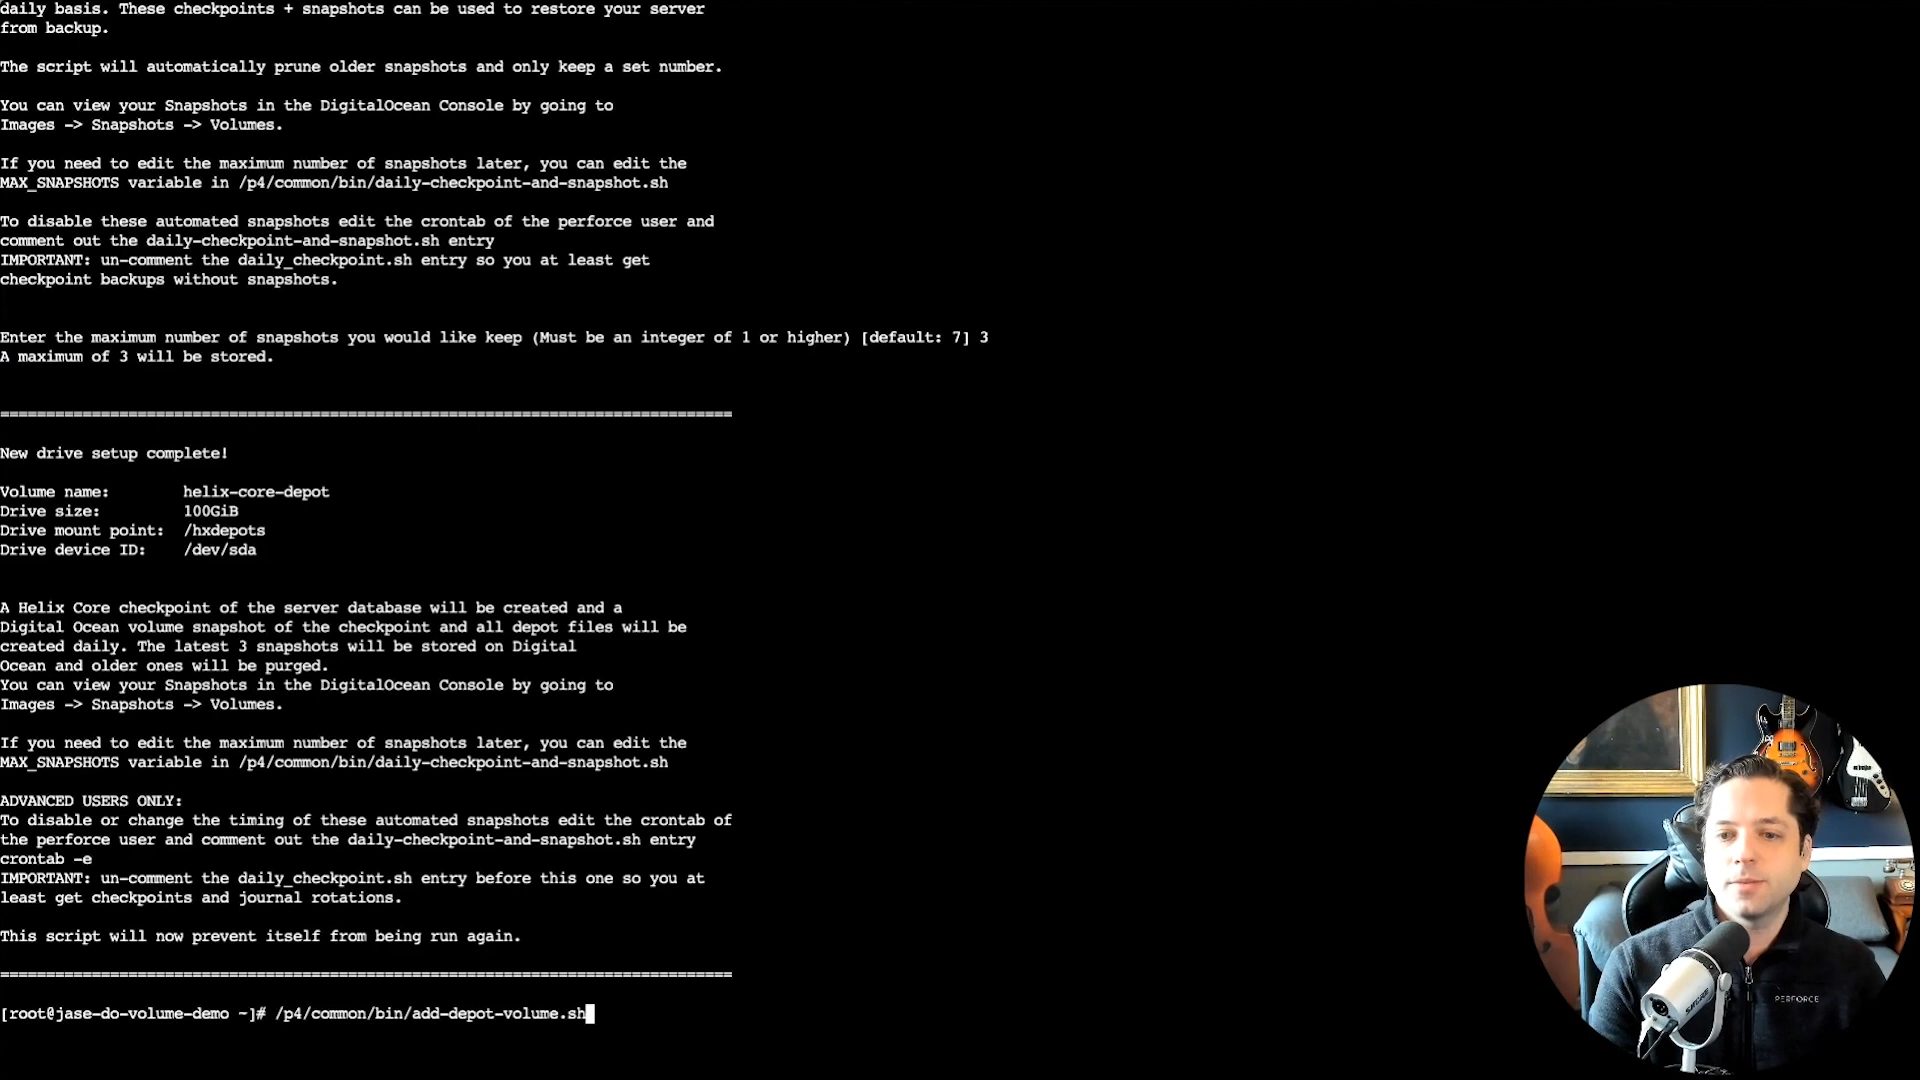 daily basis. These checkpoints + snapshots can be used to restore your server
from backup.
The script will automatically prune older snapshots and only keep a set number.
You can view your Snapshots in the DigitalOcean Console by going to
Images -> Snapshots -> Volumes.
If you need to edit the maximum number of snapshots later, you can edit the
MAX_SNAPSHOTS variable in /p4/common/bin/daily-checkpoint-and-snapshot.sh
To disable these automated snapshots edit the crontab of the perforce user and
comment out the daily-checkpoint-and-snapshot.sh entry
IMPORTANT: un-comment the daily_checkpoint.sh entry so you at least get
checkpoint backups without snapshots.
Enter the maximum number of snapshots you would like keep (Must be an integer of 1 or higher) [default: 7] 3
A maximum of 3 will be stored.
================================================================================
New drive setup complete!
Volume name: helix-core-depot
Drive size: 100GiB
Drive mount point: /hxdepots
Drive device ID: /dev/sda
A Helix Core checkpoint of the server database will be created and a
Digital Ocean volume snapshot of the checkpoint and all depot files will be
created daily. The latest 3 snapshots will be stored on Digital
Ocean and older ones will be purged.
You can view your Snapshots in the DigitalOcean Console by going to
Images -> Snapshots -> Volumes.
If you need to edit the maximum number of snapshots later, you can edit the
MAX_SNAPSHOTS variable in /p4/common/bin/daily-checkpoint-and-snapshot.sh
ADVANCED USERS ONLY:
To disable or change the timing of these automated snapshots edit the crontab of
the perforce user and comment out the daily-checkpoint-and-snapshot.sh entry
crontab -e
IMPORTANT: un-comment the daily_checkpoint.sh entry before this one so you at
least get checkpoints and journal rotations.
This script will now prevent itself from being run again.
================================================================================
[root@jase-do-volume-demo ~]# /p4/common/bin/add-depot-volume.sh
PERFORCE